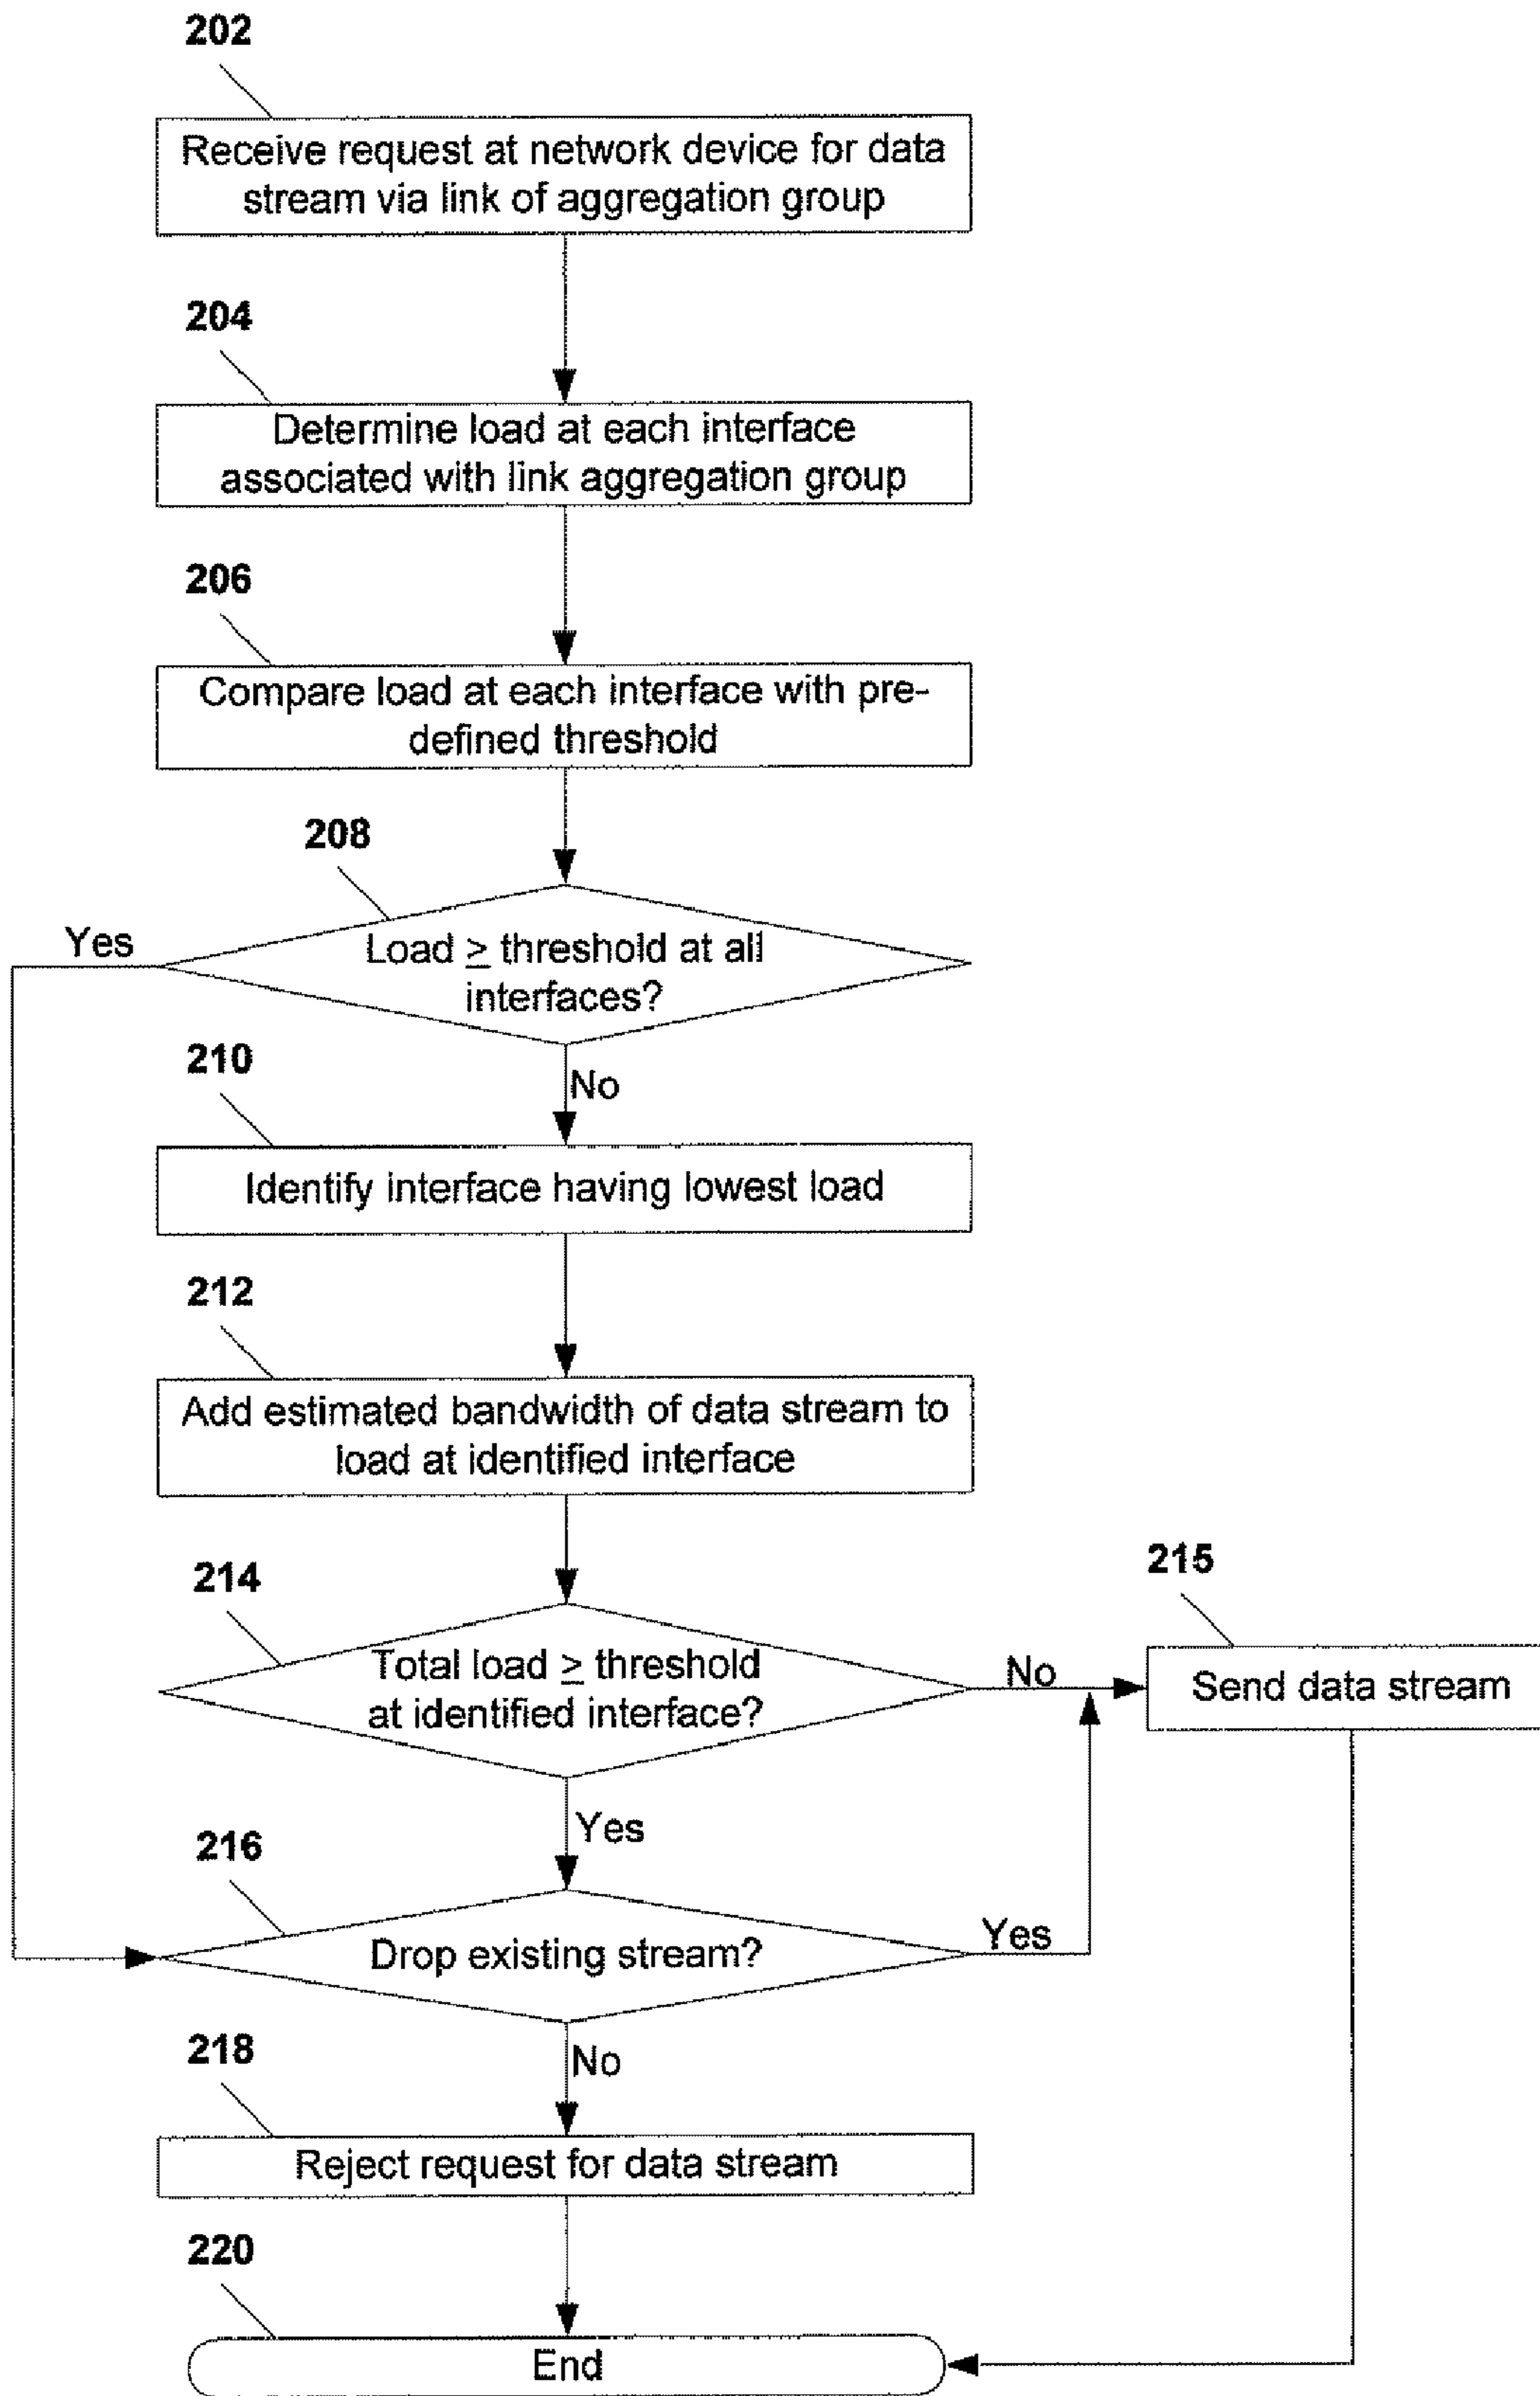 202
Receive request at network device for data
stream via link of aggregation group
204
Determine load at each interface
associated with link aggregation group
206
Compare load at each interface with pre-
defined threshold
208
Yes
Load ≥ threshold at all
interfaces?
No
210
Identify interface having lowest load
212
Add estimated bandwidth of data stream to
load at identified interface
214
Total load ≥ threshold
at identified interface?
No
215
Send data stream
Yes
216
Drop existing stream?
Yes
No
218
Reject request for data stream
220
End